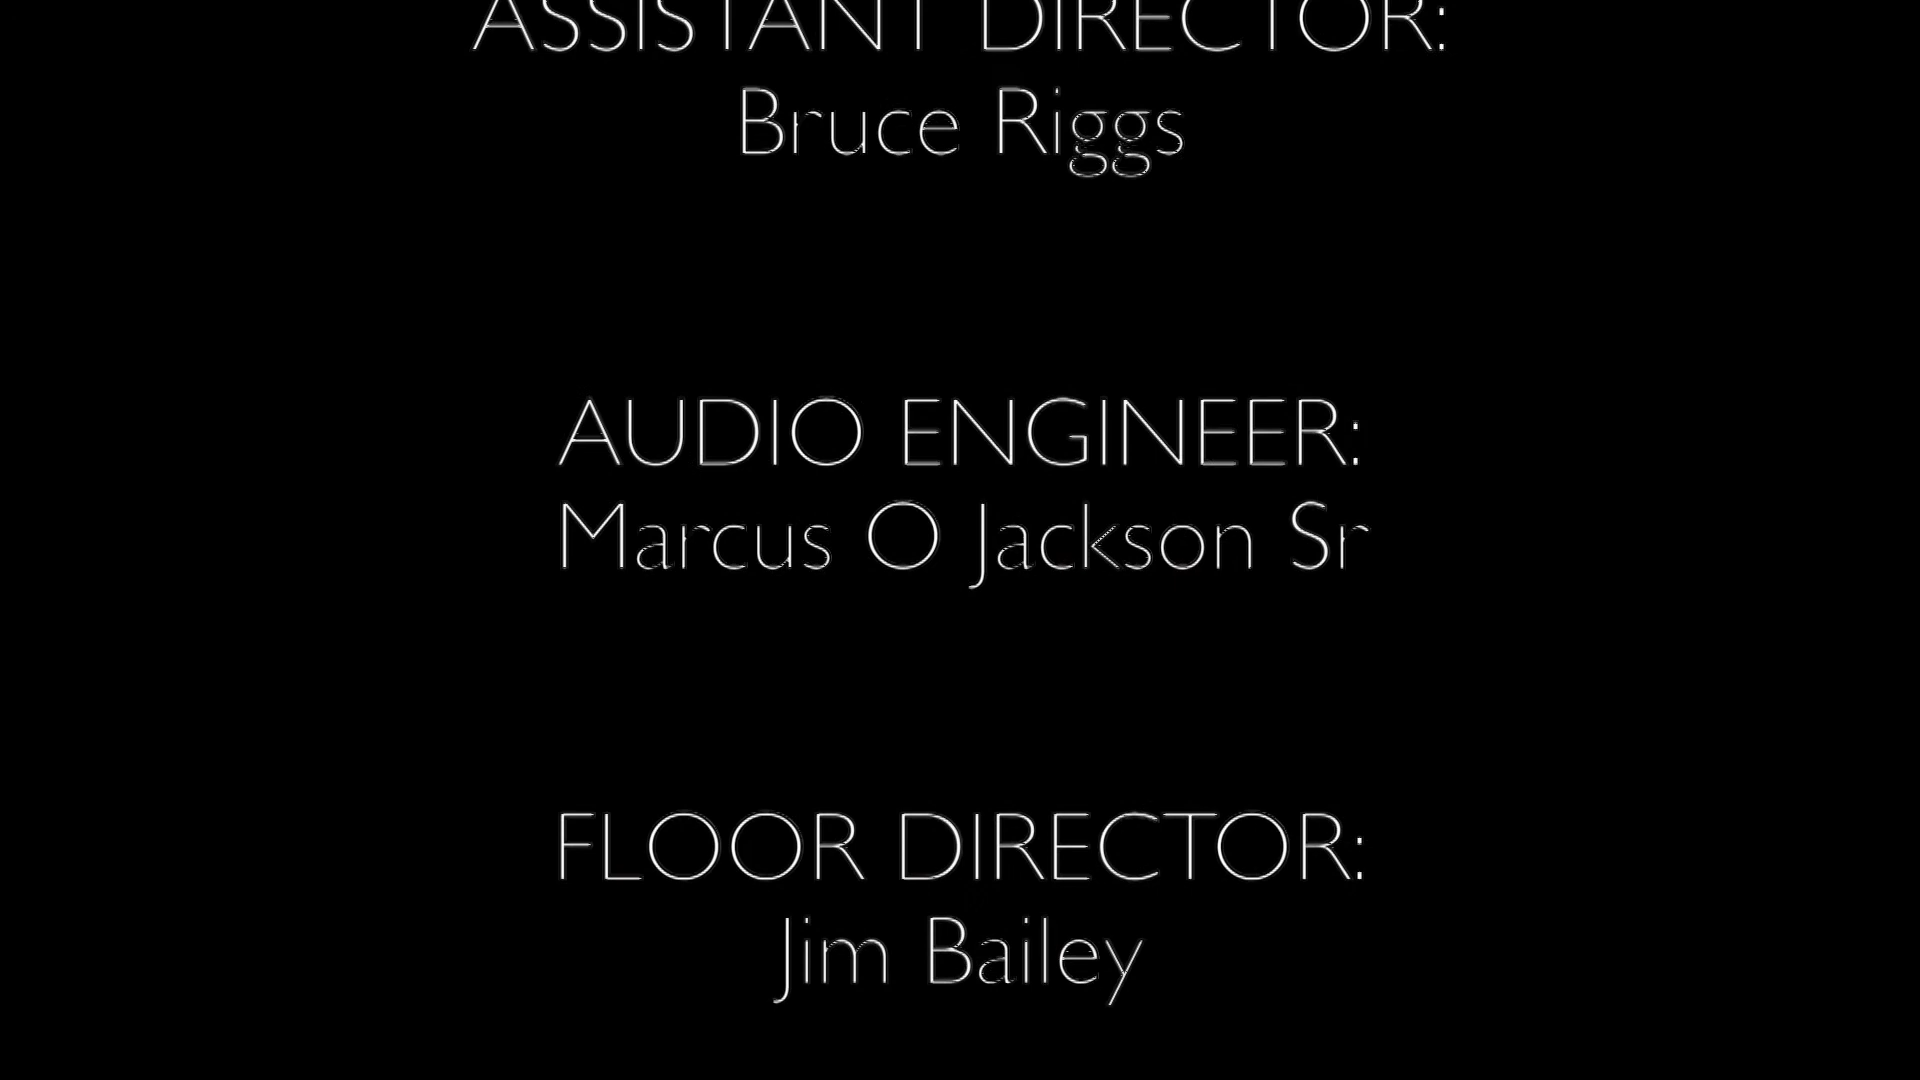 ASSISTANT DIRECTOR:
Bruce Riggs
AUDIO ENGINEER:
Marcus O Jackson Sr
FLOOR DIRECTOR:
Jim Bailey